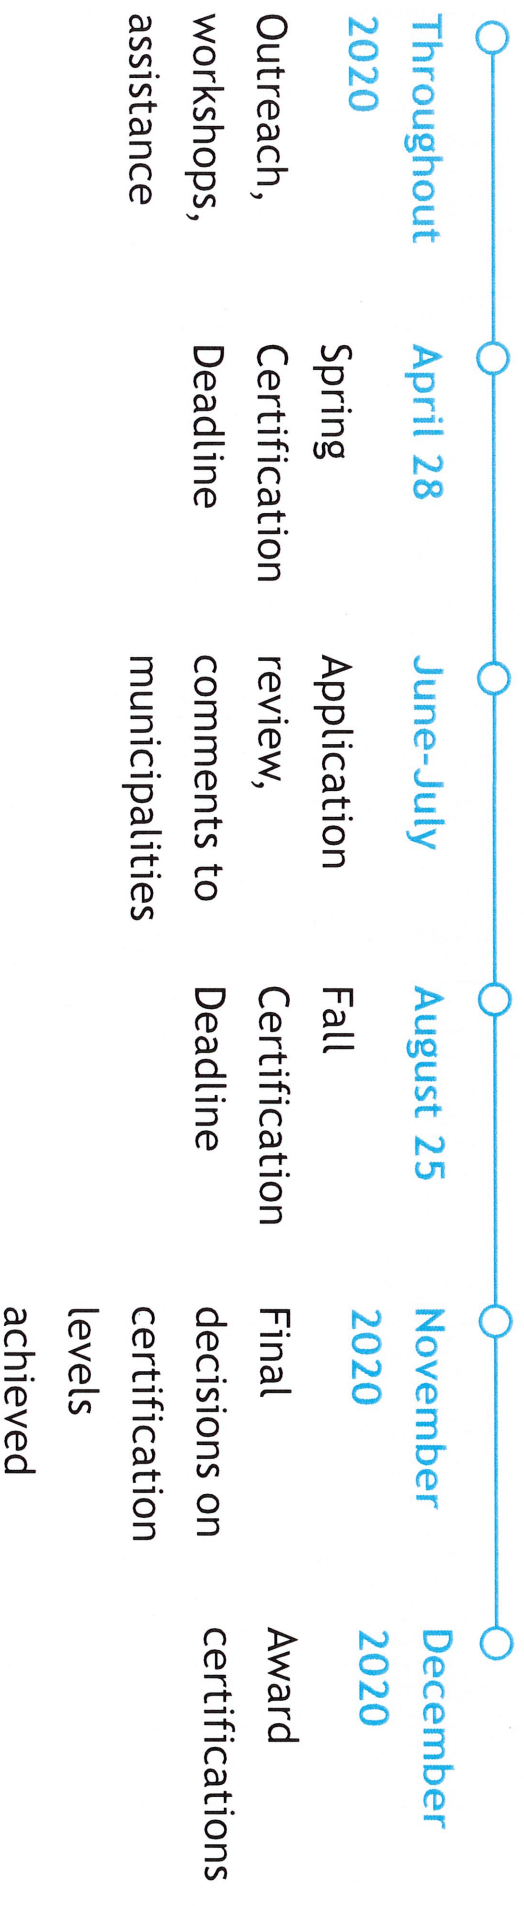 Throughout
2020
Outreach,
workshops,
assistance
April 28
Spring
Certification
Deadline
June-July
Application
review,
comments to
municipalities
August 25
Fall
Certification
Deadline
November
2020
Final
decisions on
certification
levels
achieved
December
2020
Award
certifications